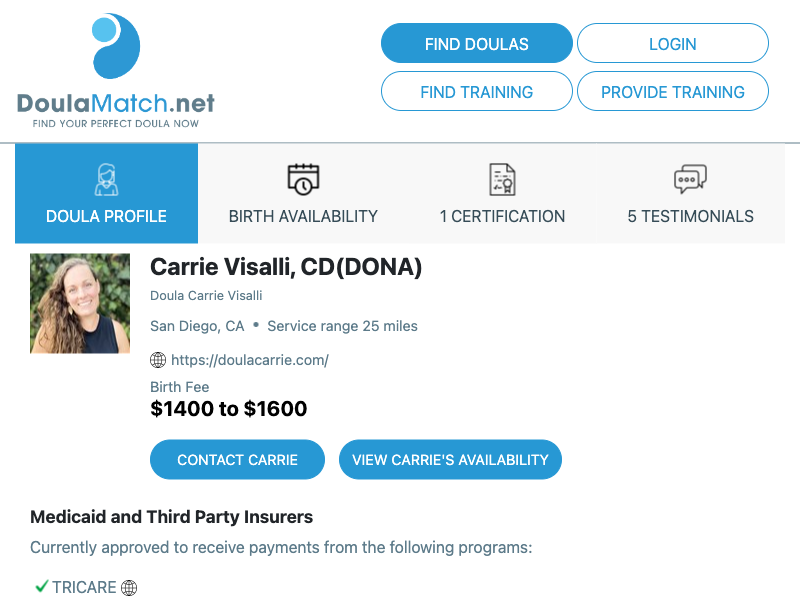 DoulaMatch.net
FIND YOUR PERFECT DOULA NOW
FIND DOULAS
LOGIN
FIND TRAINING
PROVIDE TRAINING
DOULA PROFILE
BIRTH AVAILABILITY
1 CERTIFICATION
5 TESTIMONIALS
Carrie Visalli, CD(DONA)
Doula Carrie Visalli
San Diego, CA • Service range 25 miles
https://doulacarrie.com/
Birth Fee
$1400 to $1600
CONTACT CARRIE
VIEW CARRIE'S AVAILABILITY
Medicaid and Third Party Insurers
Currently approved to receive payments from the following programs:
TRICARE